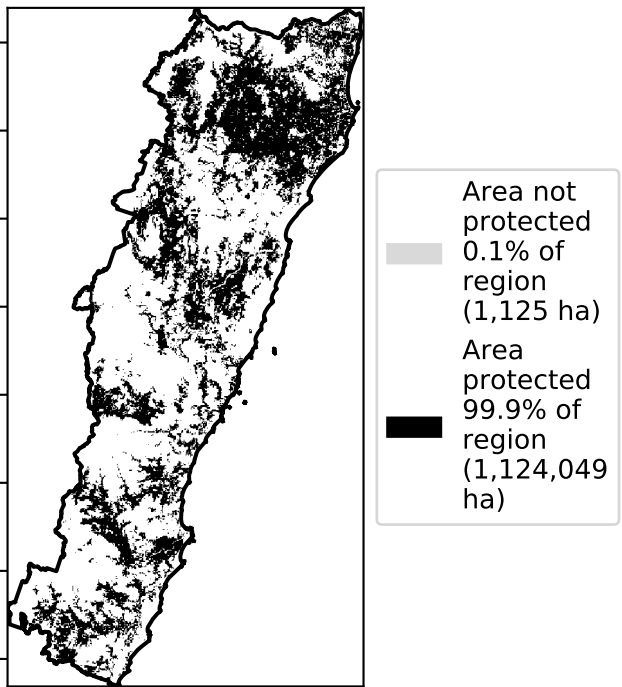 Area not
protected
0.1% of
region
(1,125 ha)
Area
protected
99.9% of
region
(1,124,049
ha)